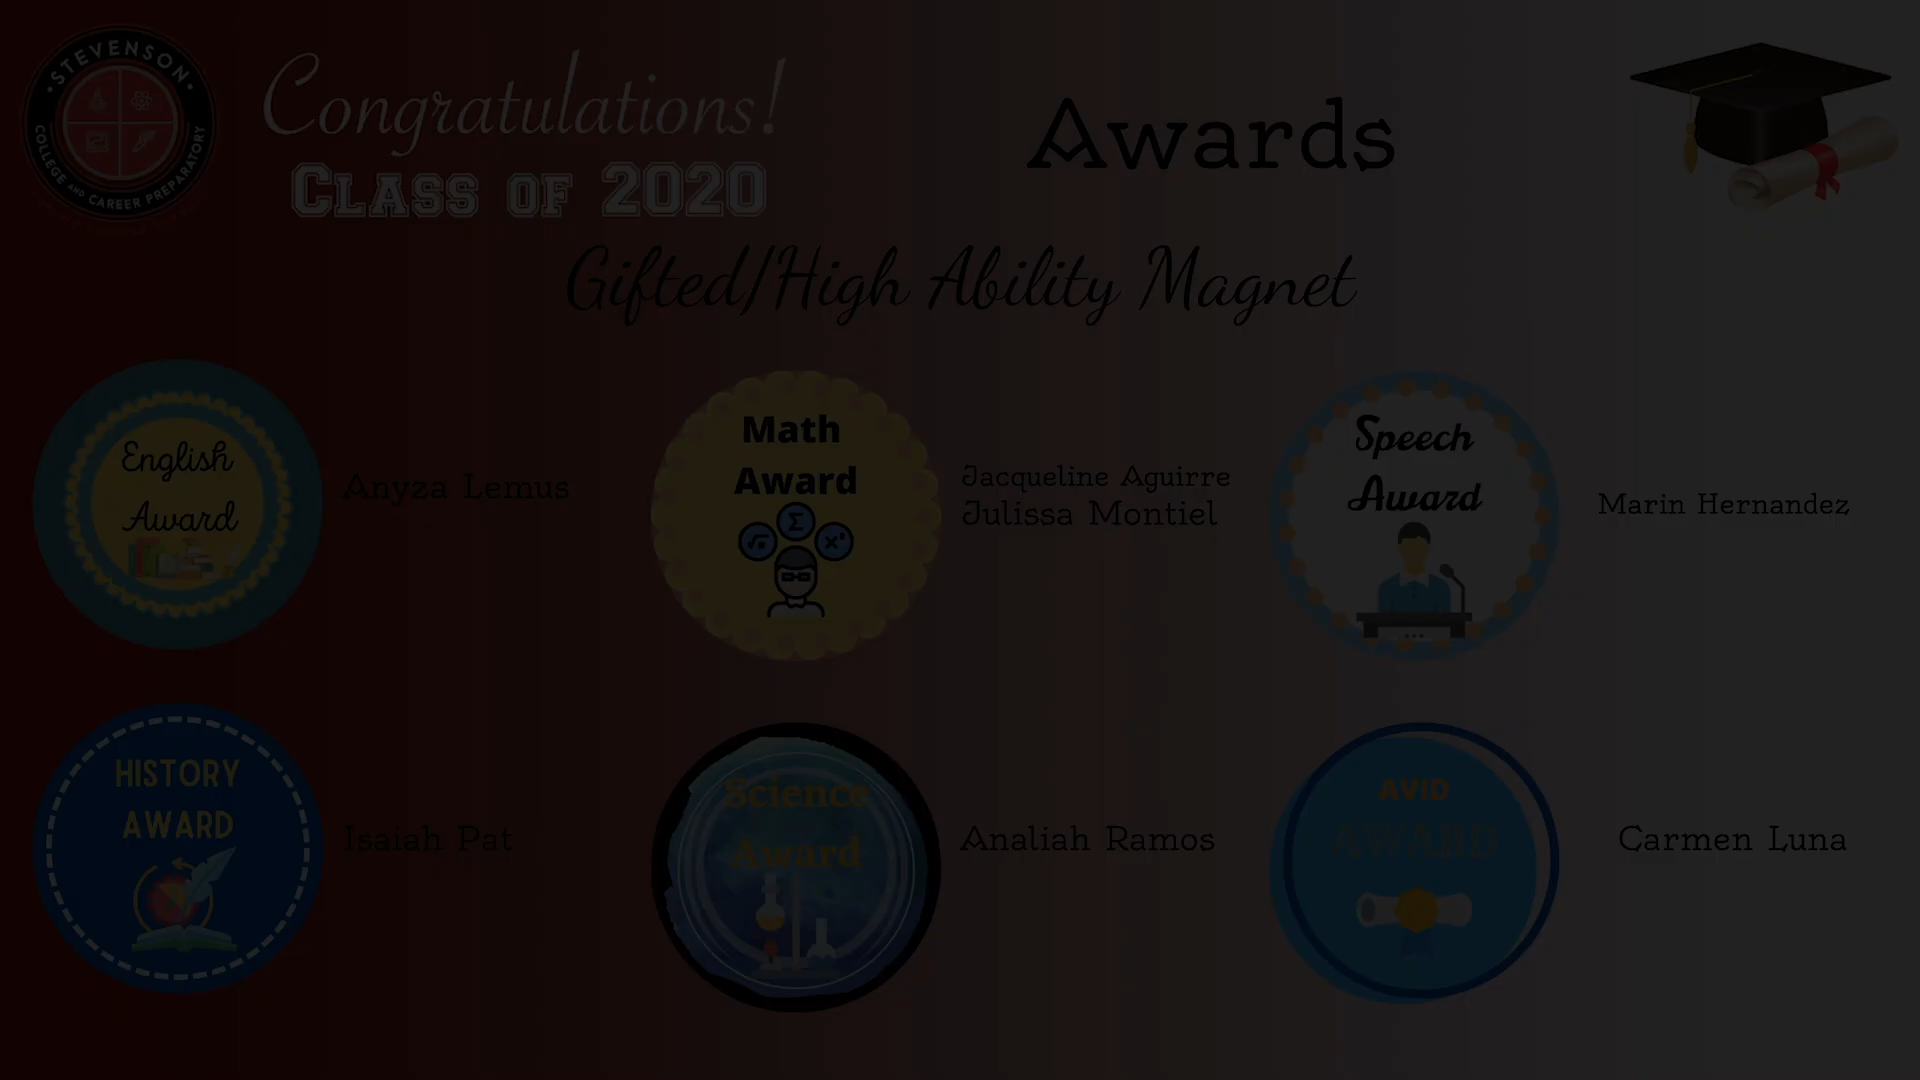 STEVENSON
COLLEGE AND CAREER PREPARATORY
Congratulations!
CLASS OF 2020
Awards
Gifted/High Ability Magnet
English
Award
Anyza Lemus
Math
Award
Jacqueline Aguirre
Julissa Montiel
Speech
Award
Marin Hernandez
HISTORY
AWARD
Isaiah Pat
Science
Award
Analiah Ramos
AVID
AWARD
Carmen Luna